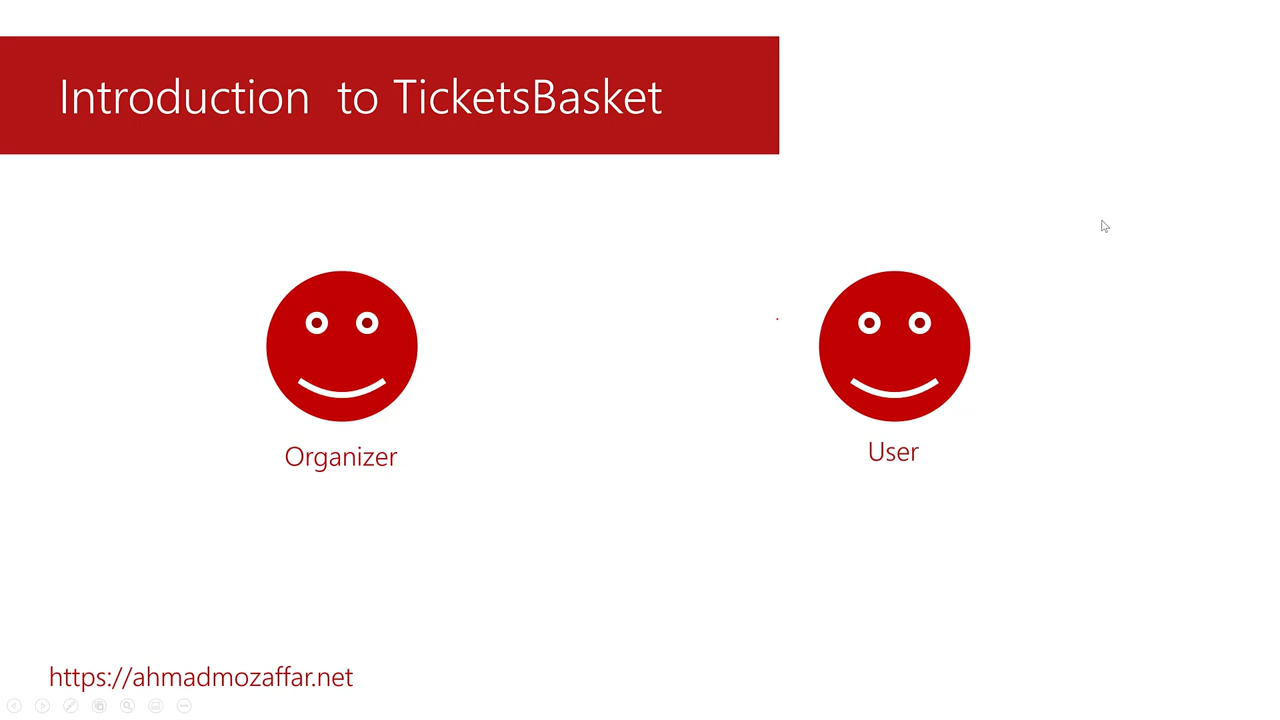 Introduction to TicketsBasket
Organizer
User
https://ahmadmozaffar.net